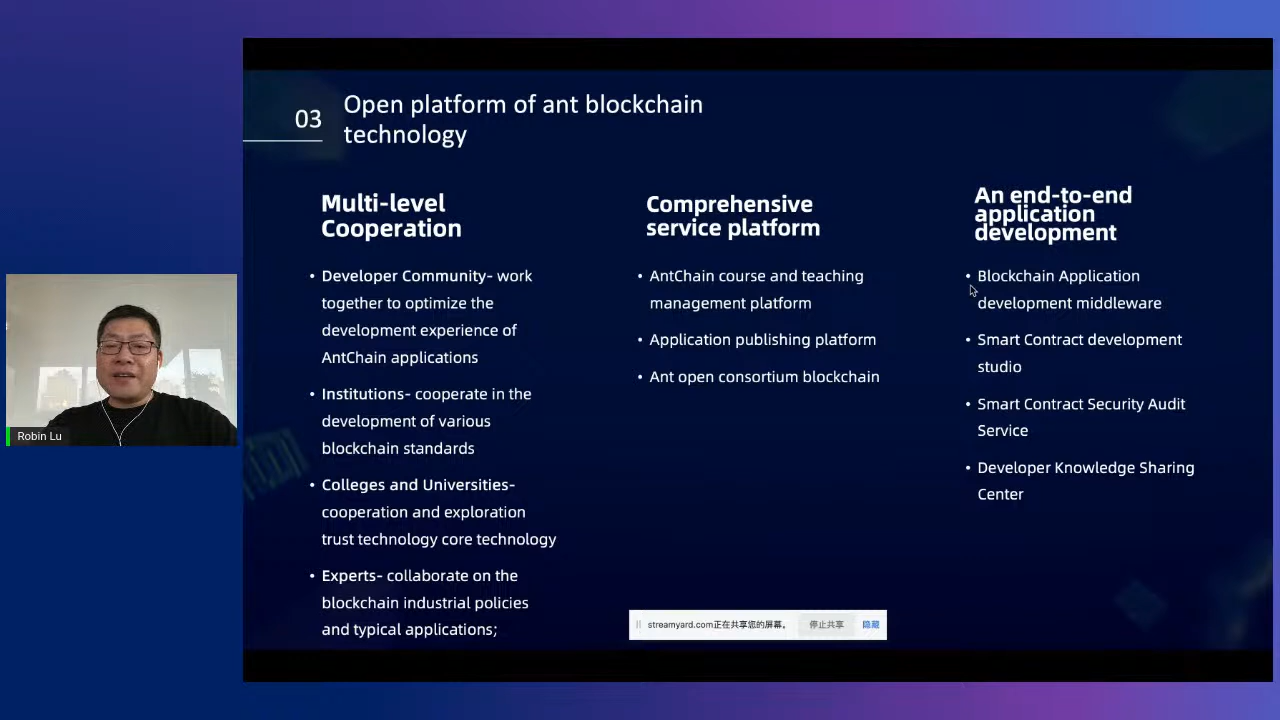 03
Open platform of ant blockchain
technology
Multi-level
Cooperation
• Developer Community- work
together to optimize the
development experience of
AntChain applications
• Institutions- cooperate in the
development of various
blockchain standards
• Colleges and Universities-
cooperation and exploration
trust technology core technology
• Experts- collaborate on the
blockchain industrial policies
and typical applications;
Comprehensive
service platform
• AntChain course and teaching
management platform
• Application publishing platform
• Ant open consortium blockchain
An end-to-end
application
development
• Blockchain Application
development middleware
• Smart Contract development
studio
• Smart Contract Security Audit
Service
• Developer Knowledge Sharing
Center
Robin Lu
streamyard.com正在共享您的屏幕。 停止共享 隐藏